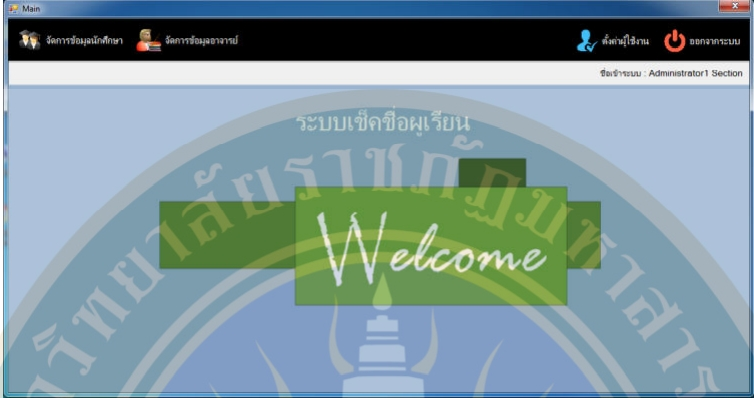 Main
จัดการข้อมูลนักศึกษา จัดการข้อมูลอาจารย์ ตั้งค่าผู้ใช้งาน ออกจากระบบ
ชื่อเข้าระบบ : Administrator1 Section
ระบบเช็คชื่อผู้เรียน
Welcome